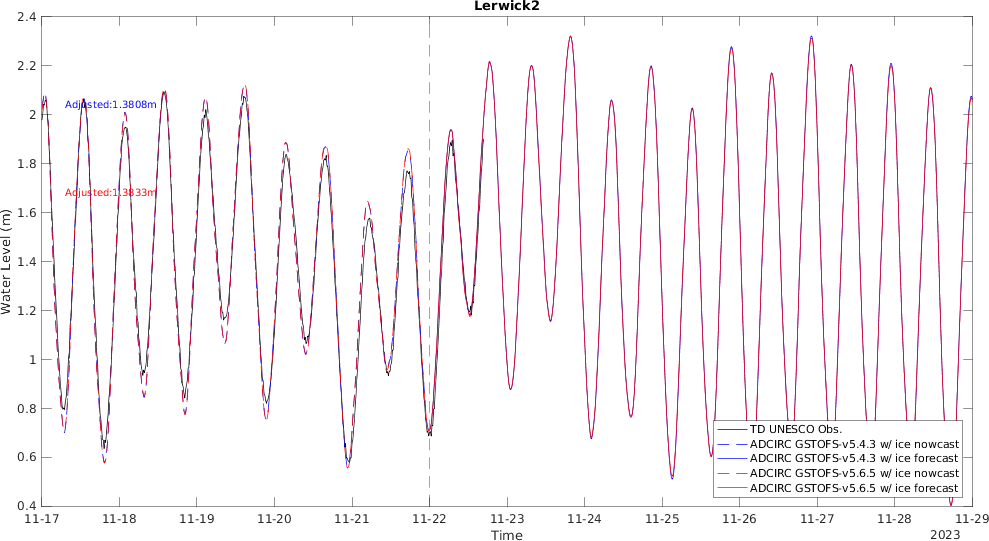 Lerwick2
2.4
2.2
2
1.8
1.6
1.4
1.2
1
0.8
0.6
0.4
Water Level (m)
Adjusted:1.3808m
Adjusted:1.3833m
TD UNESCO Obs.
ADCIRC GSTOFS-v5.4.3 w/ ice nowcast
ADCIRC GSTOFS-v5.4.3 w/ ice forecast
ADCIRC GSTOFS-v5.6.5 w/ ice nowcast
ADCIRC GSTOFS-v5.6.5 w/ ice forecast
11-17 11-18 11-19 11-20 11-21 11-22 11-23 11-24 11-25 11-26 11-27 11-28 11-29
Time
2023